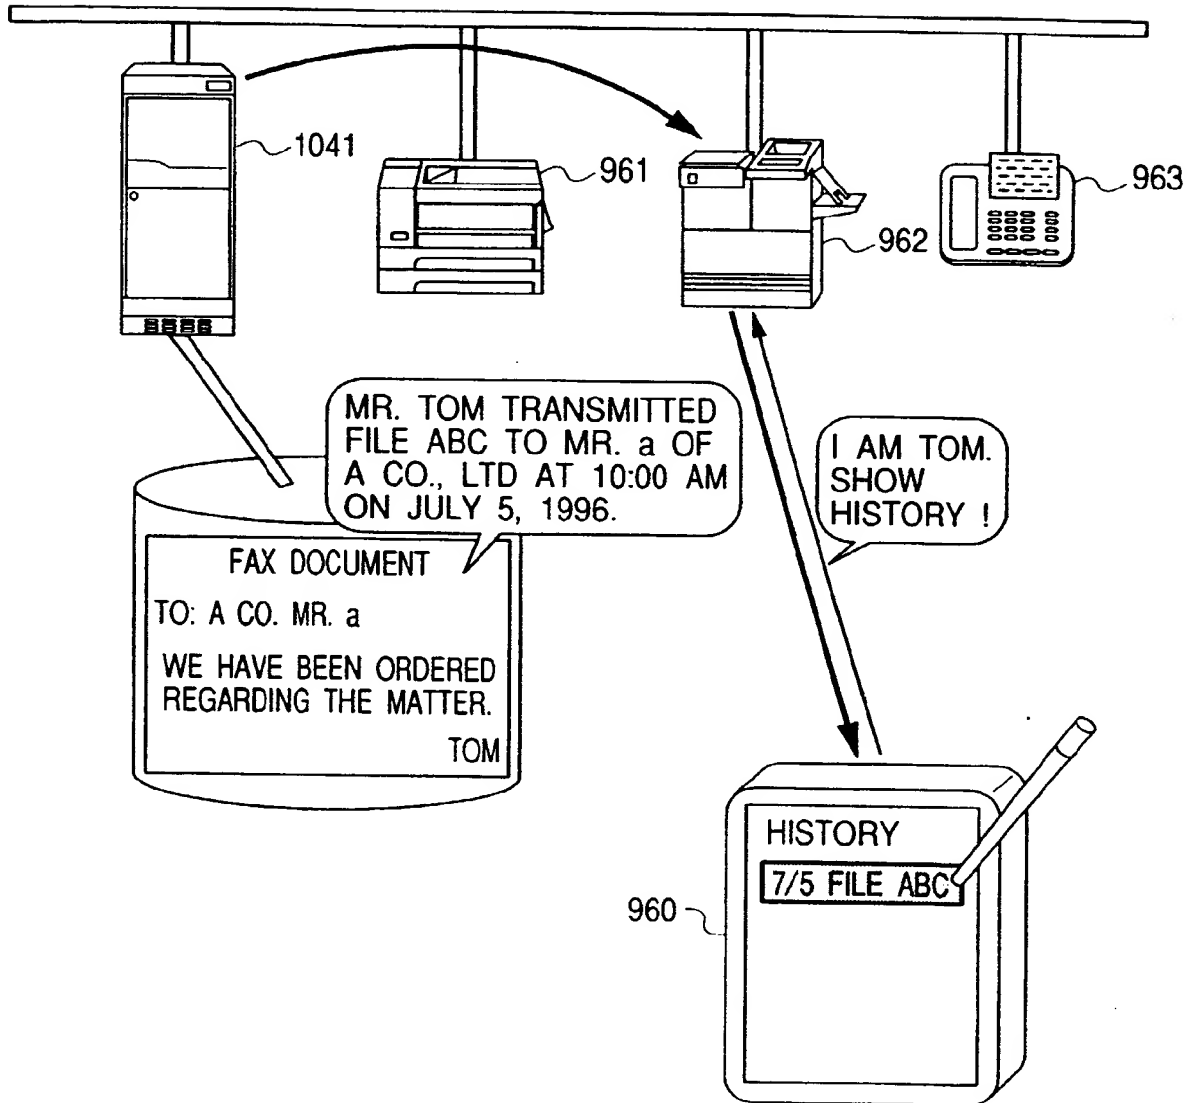 1041
961
962
963
MR. TOM TRANSMITTED
FILE ABC TO MR. a OF
A CO., LTD AT 10:00 AM
ON JULY 5, 1996.
I AM TOM.
SHOW
HISTORY !
FAX DOCUMENT
TO: A CO. MR. a
WE HAVE BEEN ORDERED
REGARDING THE MATTER.
TOM
HISTORY
7/5 FILE ABC
960